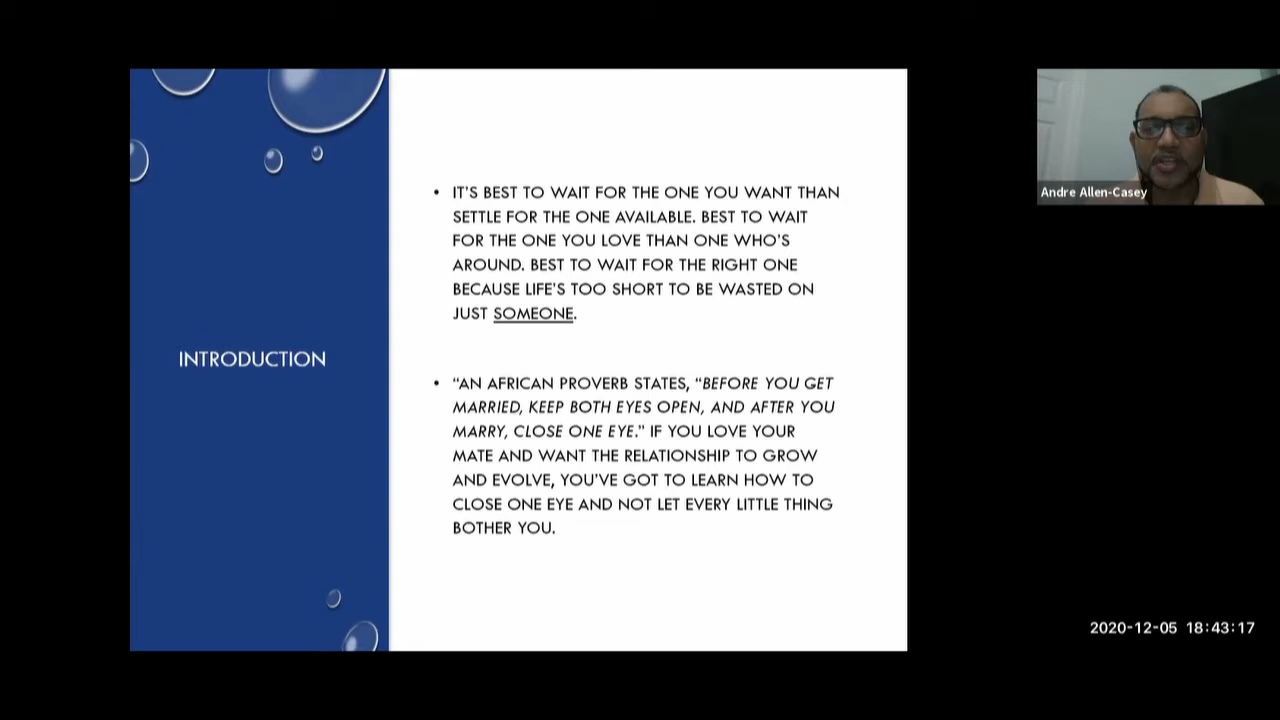 INTRODUCTION
• IT'S BEST TO WAIT FOR THE ONE YOU WANT THAN
SETTLE FOR THE ONE AVAILABLE. BEST TO WAIT
FOR THE ONE YOU LOVE THAN ONE WHO'S
AROUND. BEST TO WAIT FOR THE RIGHT ONE
BECAUSE LIFE'S TOO SHORT TO BE WASTED ON
JUST SOMEONE.
• “AN AFRICAN PROVERB STATES, “BEFORE YOU GET
MARRIED, KEEP BOTH EYES OPEN, AND AFTER YOU
MARRY, CLOSE ONE EYE.” IF YOU LOVE YOUR
MATE AND WANT THE RELATIONSHIP TO GROW
AND EVOLVE, YOU'VE GOT TO LEARN HOW TO
CLOSE ONE EYE AND NOT LET EVERY LITTLE THING
BOTHER YOU.
Andre Allen-Casey
2020-12-05 18:43:17